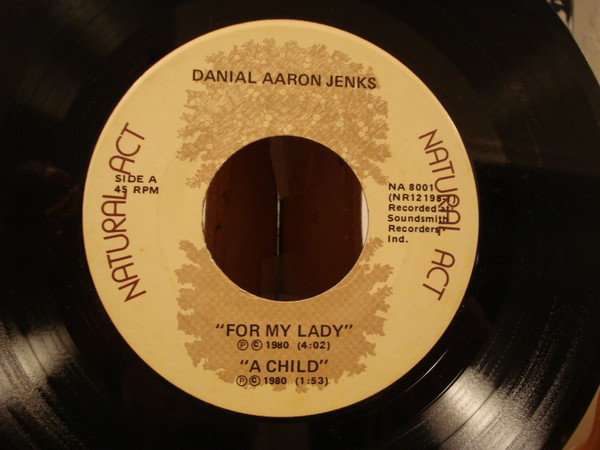 DANIAL AARON JENKS
NATURAL ACT
SIDE A
45 RPM
NATURAL ACT
NA 8001
Recorded
Soundsmith
Recorders
Ind.
"FOR MY LADY"
Ⓟ © 1980 (4:02)
"A CHILD"
Ⓟ © 1980 (1:53)